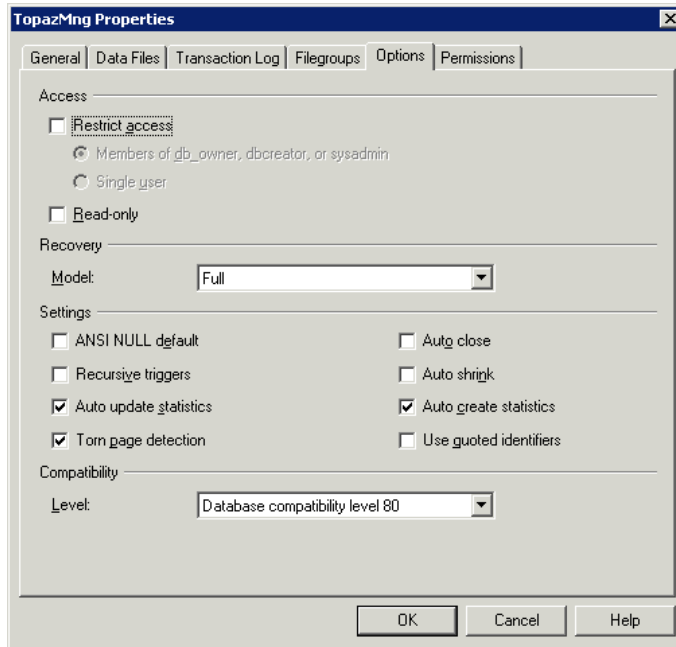 TopazMng Properties
General Data Files Transaction Log Filegroups Options Permissions
Access
Restrict access
Members of db_owner, dbcreator, or sysadmin
Single user
Read-only
Recovery
Model: Full
Settings
ANSI NULL default Auto close
Recursive triggers Auto shrink
Auto update statistics Auto create statistics
Torn page detection Use quoted identifiers
Compatibility
Level: Database compatibility level 80
OK Cancel Help